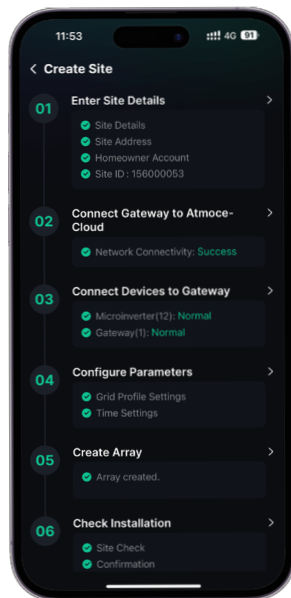 11:53 4G 91
Create Site
01
Enter Site Details
Site Details
Site Address
Homeowner Account
Site ID : 156000053
02
Connect Gateway to Atmoce-
Cloud
Network Connectivity: Success
03
Connect Devices to Gateway
Microinverter(12): Normal
Gateway(1): Normal
04
Configure Parameters
Grid Profile Settings
Time Settings
05
Create Array
Array created.
06
Check Installation
Site Check
Confirmation